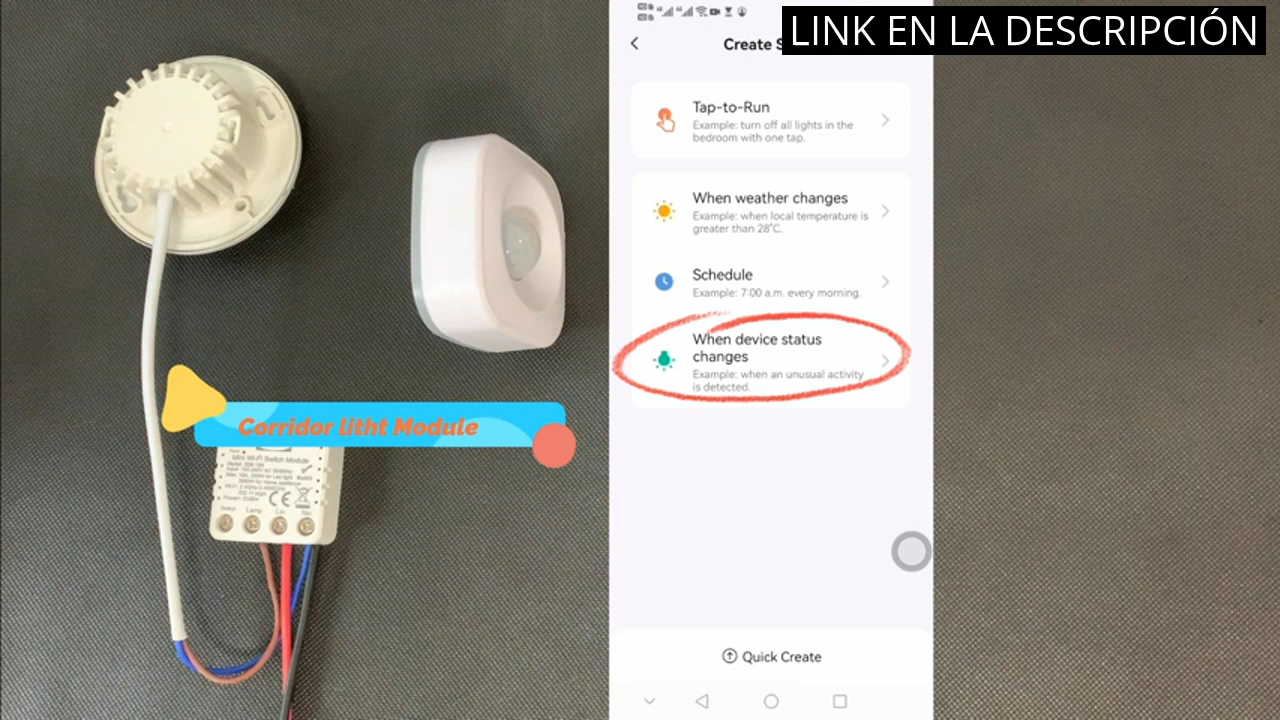 LINK EN LA DESCRIPCIÓN
Create S
Tap-to-Run
Example: turn off all lights in the
bedroom with one tap.
When weather changes
Example: when local temperature is
greater than 28°C.
Schedule
Example: 7:00 a.m. every morning.
When device status
changes
Example: when an unusual activity
is detected.
Quick Create
Corridor litht Module
Mini Wi-Fi Switch Module
CE
Lamp